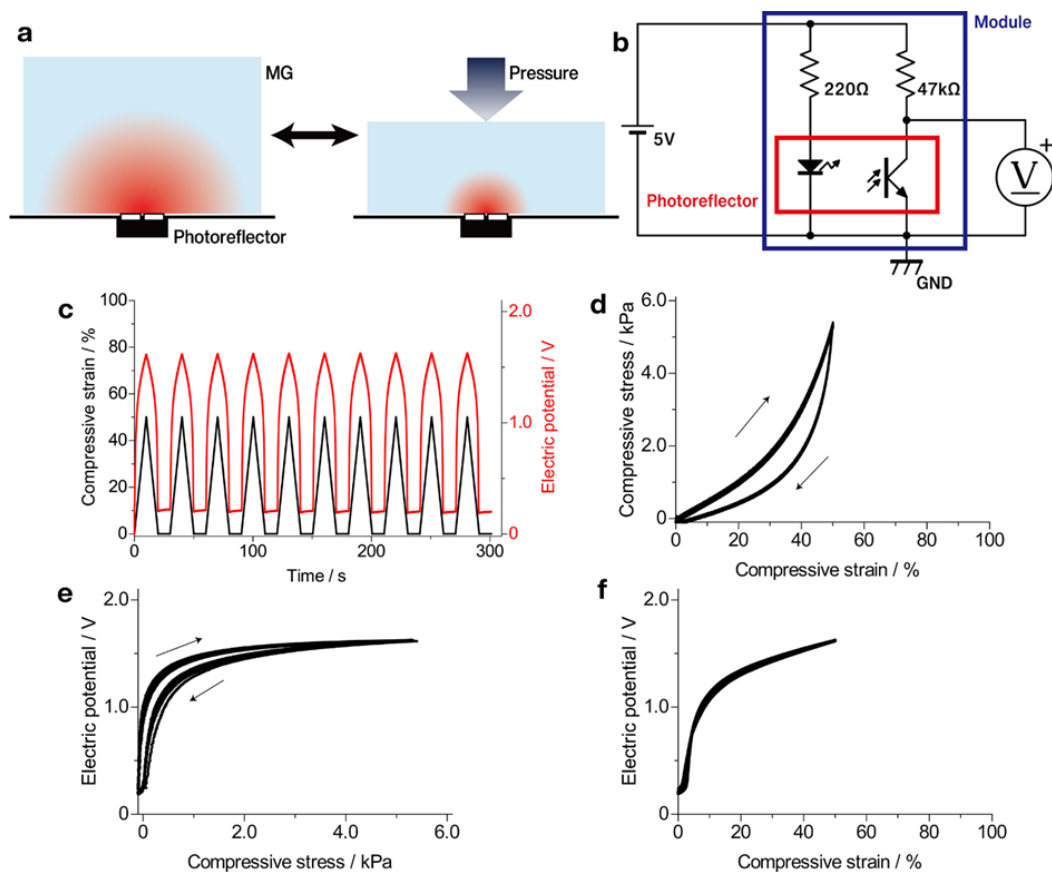 a
MG
Pressure
Photoreflector
b
Module
220Ω
47kΩ
5V
+
V
Photoreflector
GND
c
100
80
60
40
20
0
Compressive strain / %
2.0
1.0
0
Electric potential / V
0
100
200
300
Time / s
d
6.0
4.0
2.0
0
Compressive stress / kPa
0
20
40
60
80
100
Compressive strain / %
e
2.0
1.0
0
Electric potential / V
0
2.0
4.0
6.0
Compressive stress / kPa
f
2.0
1.0
0
Electric potential / V
0
20
40
60
80
100
Compressive strain / %